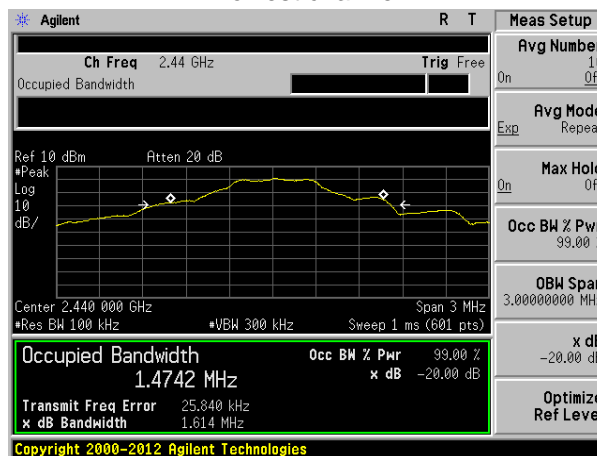 Agilent R T
Ch Freq 2.44 GHz Trig Free
Occupied Bandwidth
Ref 10 dBm Atten 20 dB
#Peak
Log
10
dB/
Center 2.440 000 GHz Span 3 MHz
#Res BW 100 kHz #VBW 300 kHz Sweep 1 ms (601 pts)
Occupied Bandwidth Occ BW % Pwr 99.00 %
1.4742 MHz x dB -20.00 dB
Transmit Freq Error 25.840 kHz
x dB Bandwidth 1.614 MHz
Copyright 2000-2012 Agilent Technologies
Meas Setup
Avg Number
On
Avg Mode
Exp
Max Hold
On
Occ BW % Pwr
99.00
OBW Span
3.00000000 MH
x dB
-20.00 dB
Optimize
Ref Level